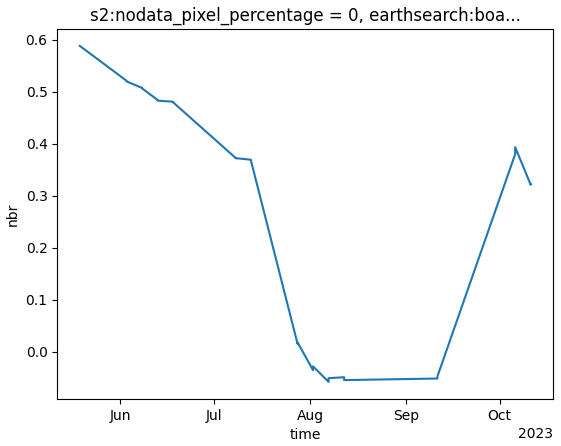 s2:nodata_pixel_percentage = 0, earthsearch:boa...
0.6
0.5
0.4
0.3
0.2
0.1
0.0
nbr
Jun Jul Aug Sep Oct
time
2023